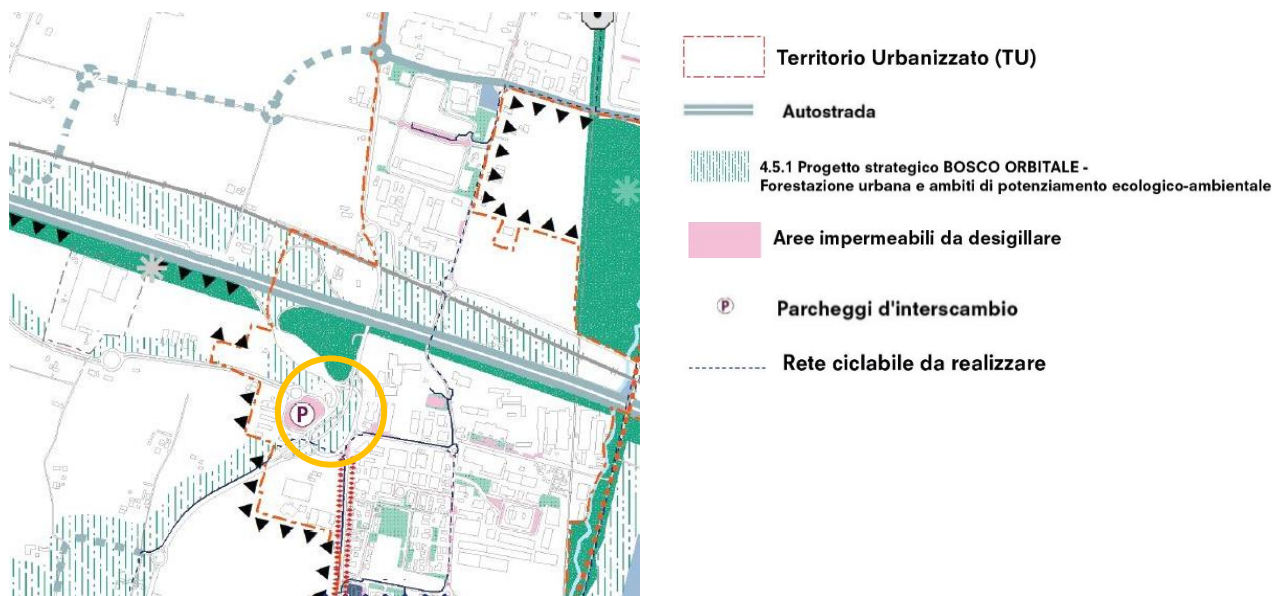 Territorio Urbanizzato (TU)
Autostrada
4.5.1 Progetto strategico BOSCO ORBITALE -
Forestazione urbana e ambiti di potenziamento ecologico-ambientale
Aree impermeabili da desigillare
P
Parcheggi d'interscambio
Rete ciclabile da realizzare
P